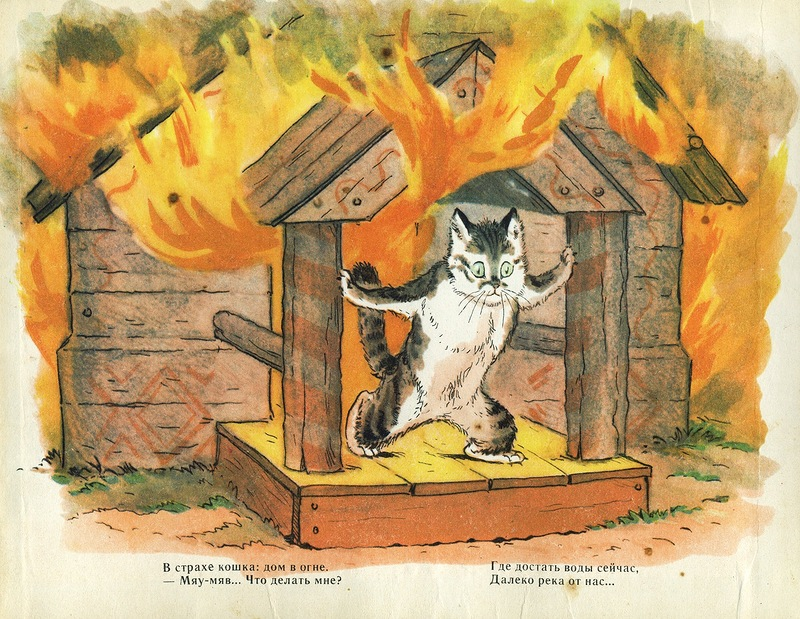 В страхе кошка: дом в огне.
— Мяу-мяв... Что делать мне?
Где достать воды сейчас,
Далеко река от нас...